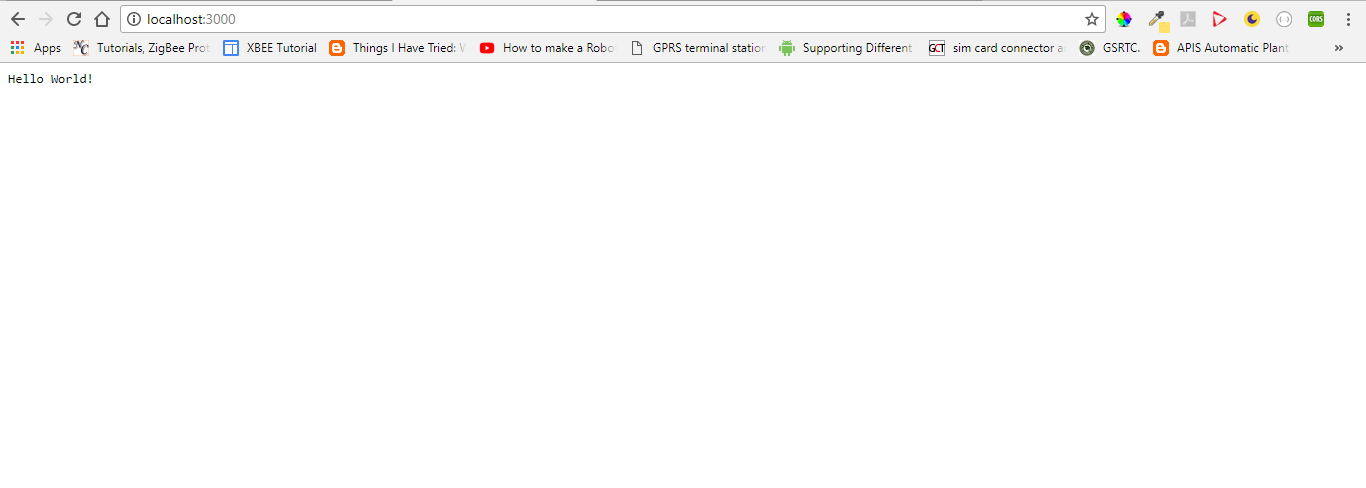 localhost:3000
Apps Tutorials, ZigBee Prot XBEE Tutorial Things I Have Tried: W How to make a Robo GPRS terminal station Supporting Different GCT sim card connector a GSRTC. APIS Automatic Plant »
Hello World!
CORS